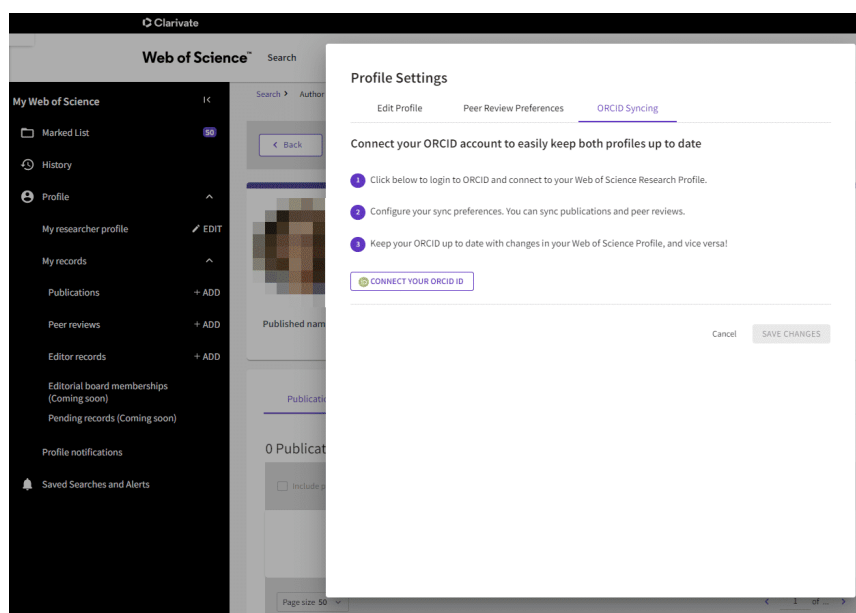 Clarivate
Web of Science™ Search
My Web of Science
Marked List 50
History
Profile
My researcher profile EDIT
My records
Publications + ADD
Peer reviews + ADD
Editor records + ADD
Editorial board memberships
(Coming soon)
Pending records (Coming soon)
Profile notifications
Saved Searches and Alerts
Search > Author
< Back
Published nam
Publicatio
0 Publicat
Include p
Page size 50
< 1 of ... >
Profile Settings
Edit Profile Peer Review Preferences ORCID Syncing
Connect your ORCID account to easily keep both profiles up to date
1 Click below to login to ORCID and connect to your Web of Science Research Profile.
2 Configure your sync preferences. You can sync publications and peer reviews.
3 Keep your ORCID up to date with changes in your Web of Science Profile, and vice versa!
CONNECT YOUR ORCID ID
Cancel SAVE CHANGES